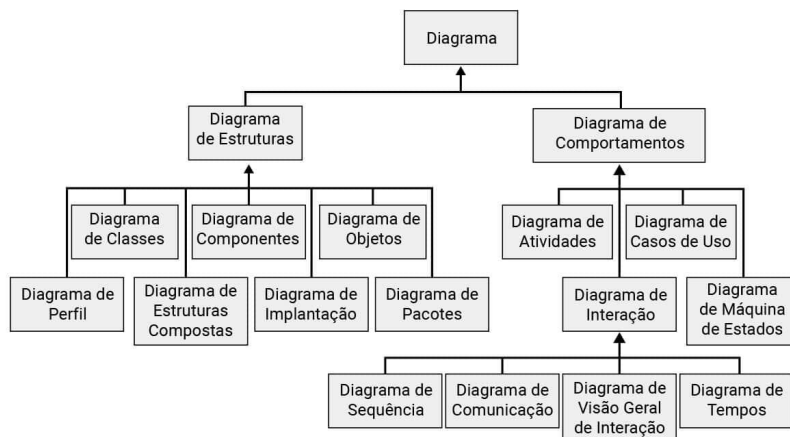 Diagrama
Diagrama
de Estruturas
Diagrama de
Comportamentos
Diagrama
de Classes
Diagrama de
Componentes
Diagrama de
Objetos
Diagrama de
Atividades
Diagrama de
Casos de Uso
Diagrama de
Perfil
Diagrama de
Estruturas
Compostas
Diagrama de
Implantação
Diagrama de
Pacotes
Diagrama de
Interação
Diagrama
de Máquina
de Estados
Diagrama de
Sequência
Diagrama de
Comunicação
Diagrama de
Visão Geral
de Interação
Diagrama de
Tempos